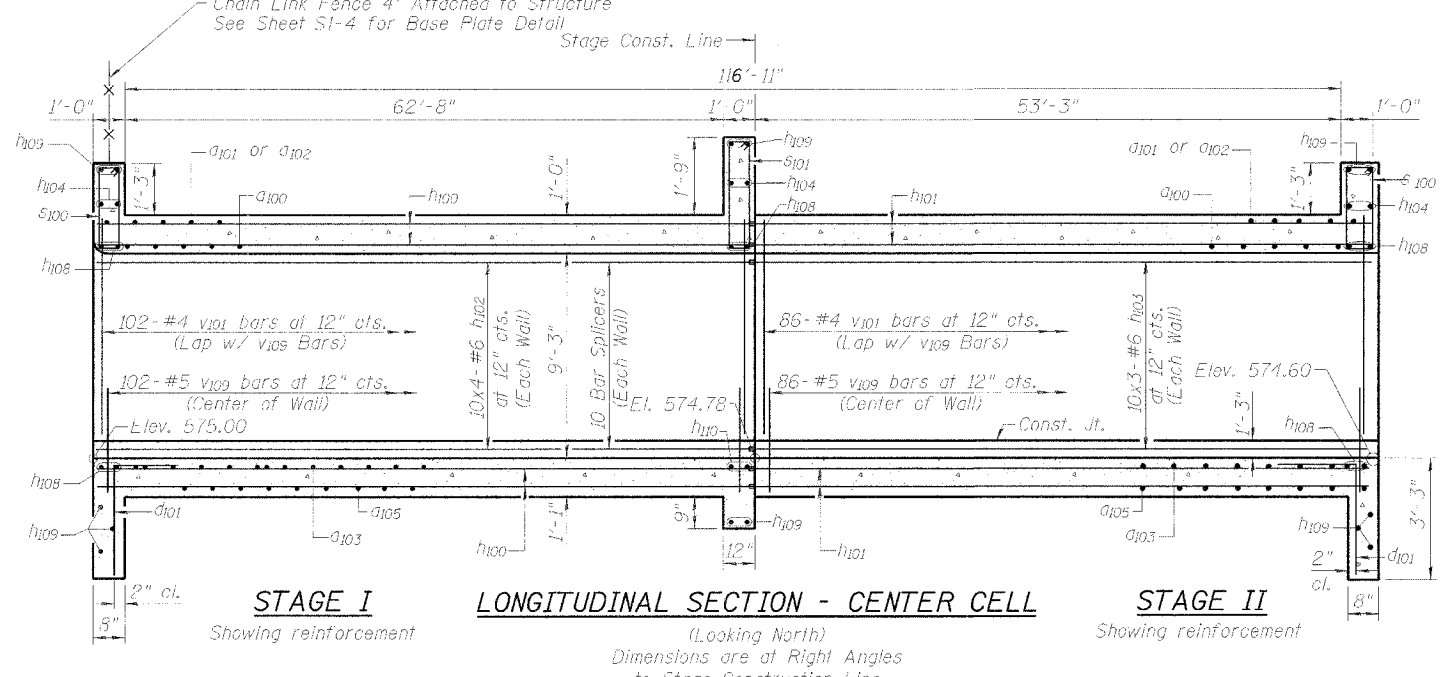 Chain Link Fence 4' Attached to Structure
See Sheet S1-4 for Base Plate Detail
Stage Const. Line
116'-11"
1'-0"
62'-8"
1'-0"
53'-3"
1'-0"
h109
a101 or a102
h109
s101
a101 or a102
h109
h104
1'-3"
a100
h100
1'-0"
1'-9"
h104
h101
a100
1'-3"
s100
s100
h108
h104
h108
h108
102-#4 v101 bars at 12" cts.
(Lap w/ v109 Bars)
10x4-#6 h102
at 12" cts.
(Each Wall)
9'-3"
10 Bar Splicers
(Each Wall)
86-#4 v101 bars at 12" cts.
(Lap w/ v109 Bars)
10x3-#6 h103
at 12" cts.
(Each Wall)
Elev. 574.60
102-#5 v109 bars at 12" cts.
(Center of Wall)
86-#5 v109 bars at 12" cts.
(Center of Wall)
El. 574.78
Elev. 575.00
h110
Const. Jt.
1'-3"
h108
h108
d101
a105
1'-1"
9"
h109
a105
h109
3'-3"
h109
a103
h100
12"
h101
a103
d101
2" cl.
8"
2"
cl.
8"
STAGE I
Showing reinforcement
LONGITUDINAL SECTION - CENTER CELL
(Looking North)
Dimensions are at Right Angles
to Stage Construction Line
STAGE II
Showing reinforcement